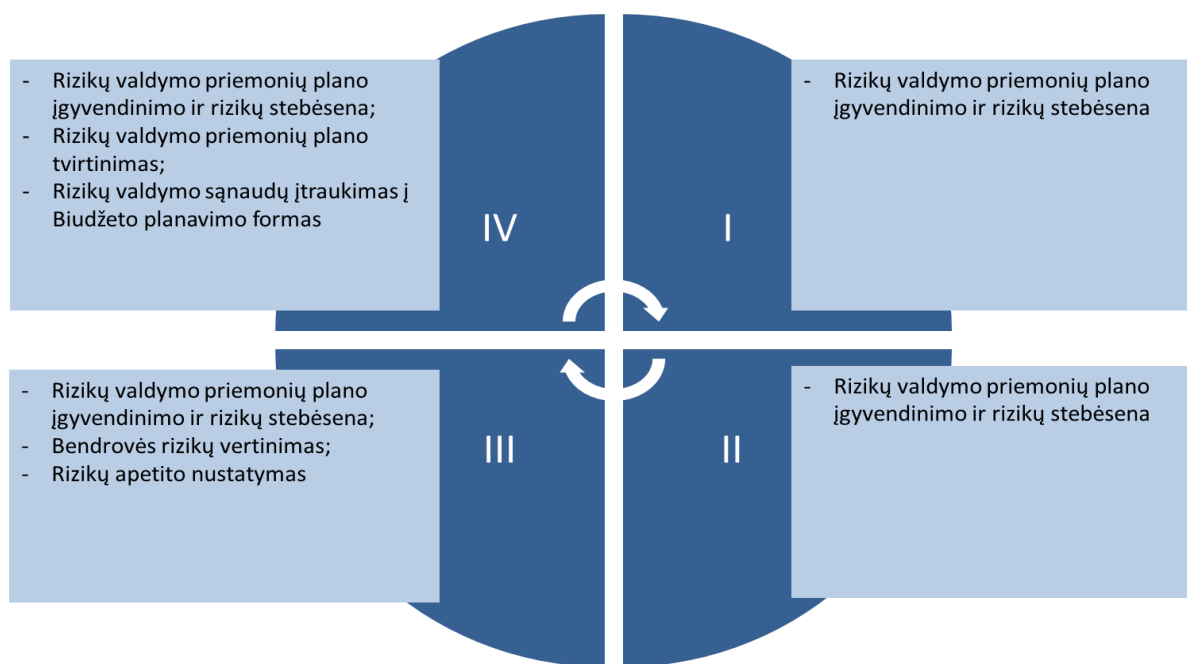 - Rizikų valdymo priemonių plano
įgyvendinimo ir rizikų stebėsena;
- Rizikų valdymo priemonių plano
tvirtinimas;
- Rizikų valdymo sąnaudų įtraukimas į
Biudžeto planavimo formas
IV
I
- Rizikų valdymo priemonių plano
įgyvendinimo ir rizikų stebėsena
- Rizikų valdymo priemonių plano
įgyvendinimo ir rizikų stebėsena;
- Bendrovės rizikų vertinimas;
- Rizikų apetito nustatymas
III
II
- Rizikų valdymo priemonių plano
įgyvendinimo ir rizikų stebėsena